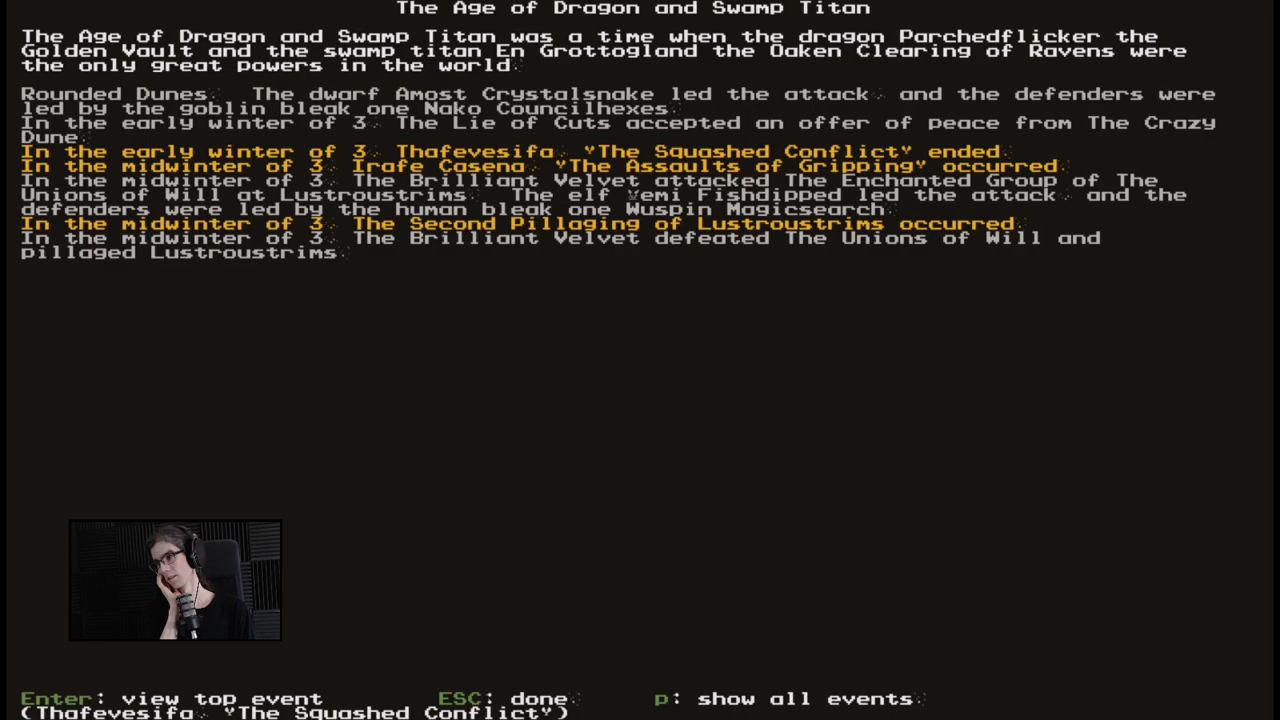 The Age of Dragon and Swamp Titan
The Age of Dragon and Swamp Titan was a time when the dragon Parchedflicker the
Golden Vault and the swamp titan En Grottogland the Oaken Clearing of Ravens were
the only great powers in the world.
Rounded Dunes.  The dwarf Amost Crystalsnake led the attack, and the defenders were
led by the goblin bleak one Nako Councilhexes.
In the early winter of 3, The Lie of Cuts accepted an offer of peace from The Crazy
Dune.
In the early winter of 3, Thafevesifa, "The Squashed Conflict" ended.
In the midwinter of 3, Irafe Casena, "The Assaults of Gripping" occurred.
In the midwinter of 3, The Brilliant Velvet attacked The Enchanted Group of The
Unions of Will at Lustroustrims.  The elf Yemi Fishdipped led the attack, and the
defenders were led by the human bleak one Wuspin Magicsearch.
In the midwinter of 3, The Second Pillaging of Lustroustrims occurred.
In the midwinter of 3, The Brilliant Velvet defeated The Unions of Will and
pillaged Lustroustrims.
Enter: view top event ESC: done. p: show all events.
(Thafevesifa, "The Squashed Conflict")